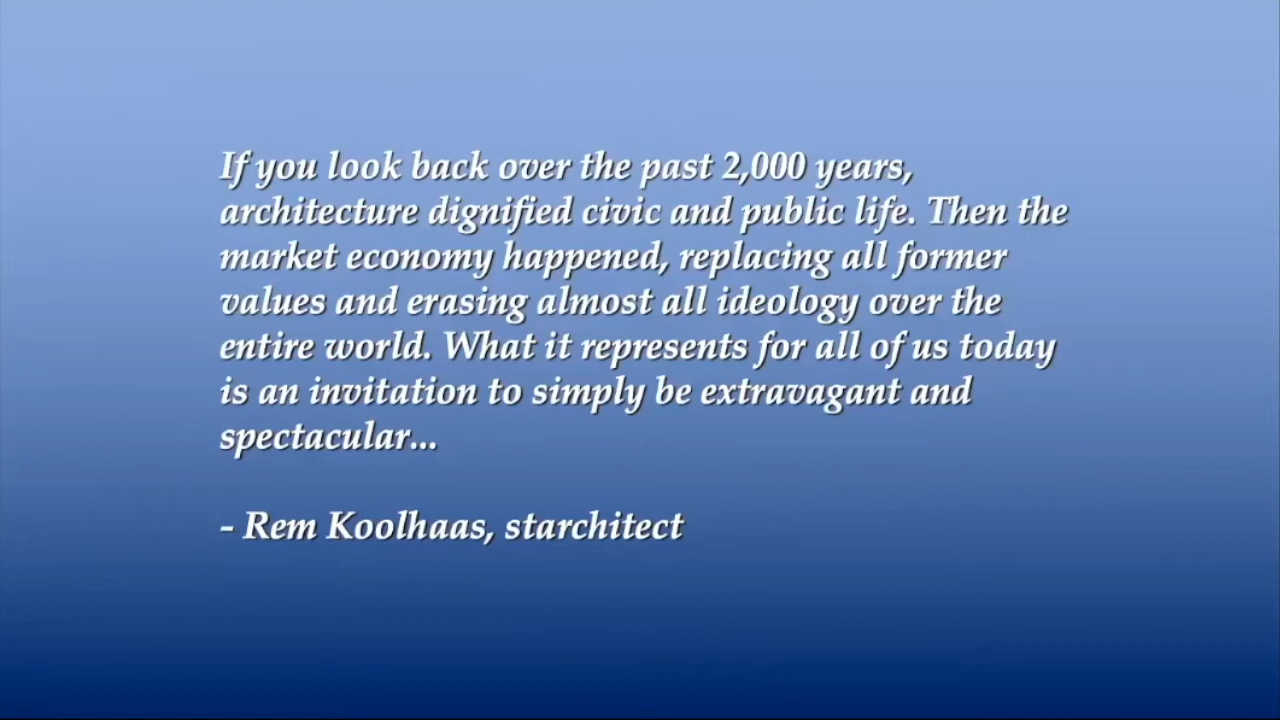 If you look back over the past 2,000 years,
architecture dignified civic and public life. Then the
market economy happened, replacing all former
values and erasing almost all ideology over the
entire world. What it represents for all of us today
is an invitation to simply be extravagant and
spectacular...
– Rem Koolhaas, starchitect